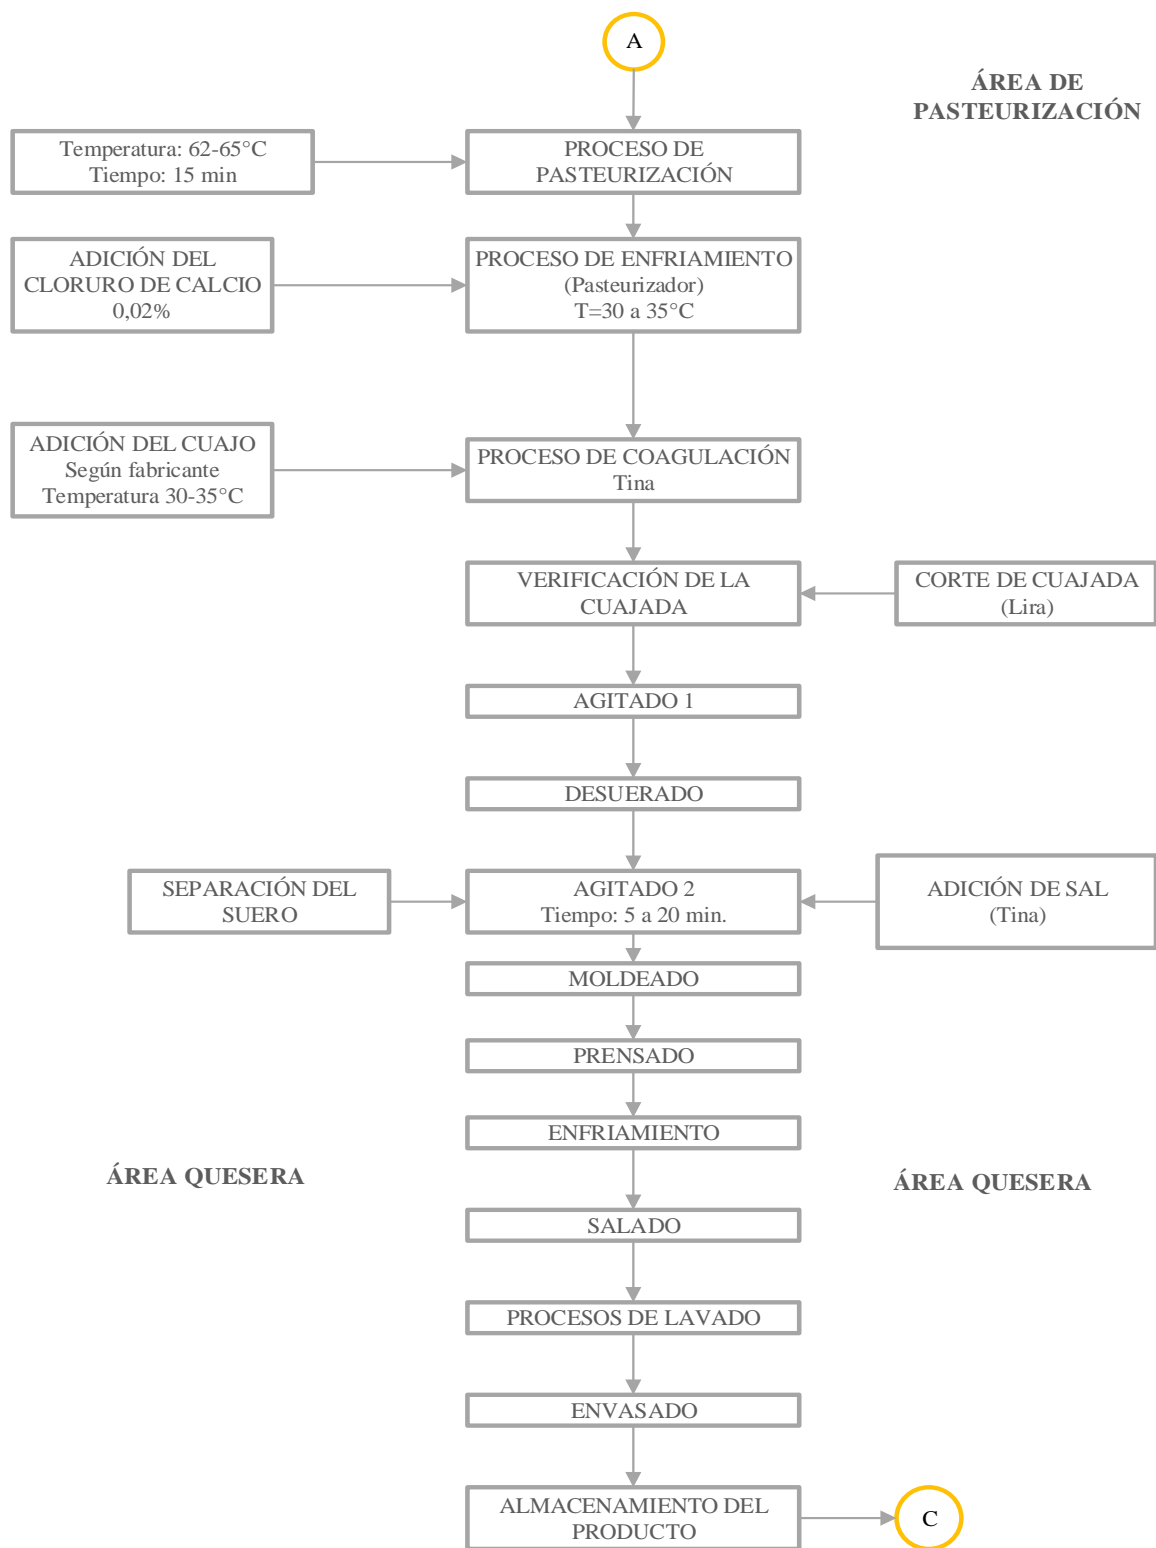 A
ÁREA DE
PASTEURIZACIÓN
Temperatura: 62-65°C
Tiempo: 15 min
PROCESO DE
PASTEURIZACIÓN
ADICIÓN DEL
CLORURO DE CALCIO
0,02%
PROCESO DE ENFRIAMIENTO
(Pasteurizador)
T=30 a 35°C
ADICIÓN DEL CUAJO
Según fabricante
Temperatura 30-35°C
PROCESO DE COAGULACIÓN
Tina
VERIFICACIÓN DE LA
CUAJADA
CORTE DE CUAJADA
(Lira)
AGITADO 1
DESUERADO
SEPARACIÓN DEL
SUERO
AGITADO 2
Tiempo: 5 a 20 min.
ADICIÓN DE SAL
(Tina)
MOLDEADO
PRENSADO
ENFRIAMIENTO
ÁREA QUESERA
ÁREA QUESERA
SALADO
PROCESOS DE LAVADO
ENVASADO
ALMACENAMIENTO DEL
PRODUCTO
C